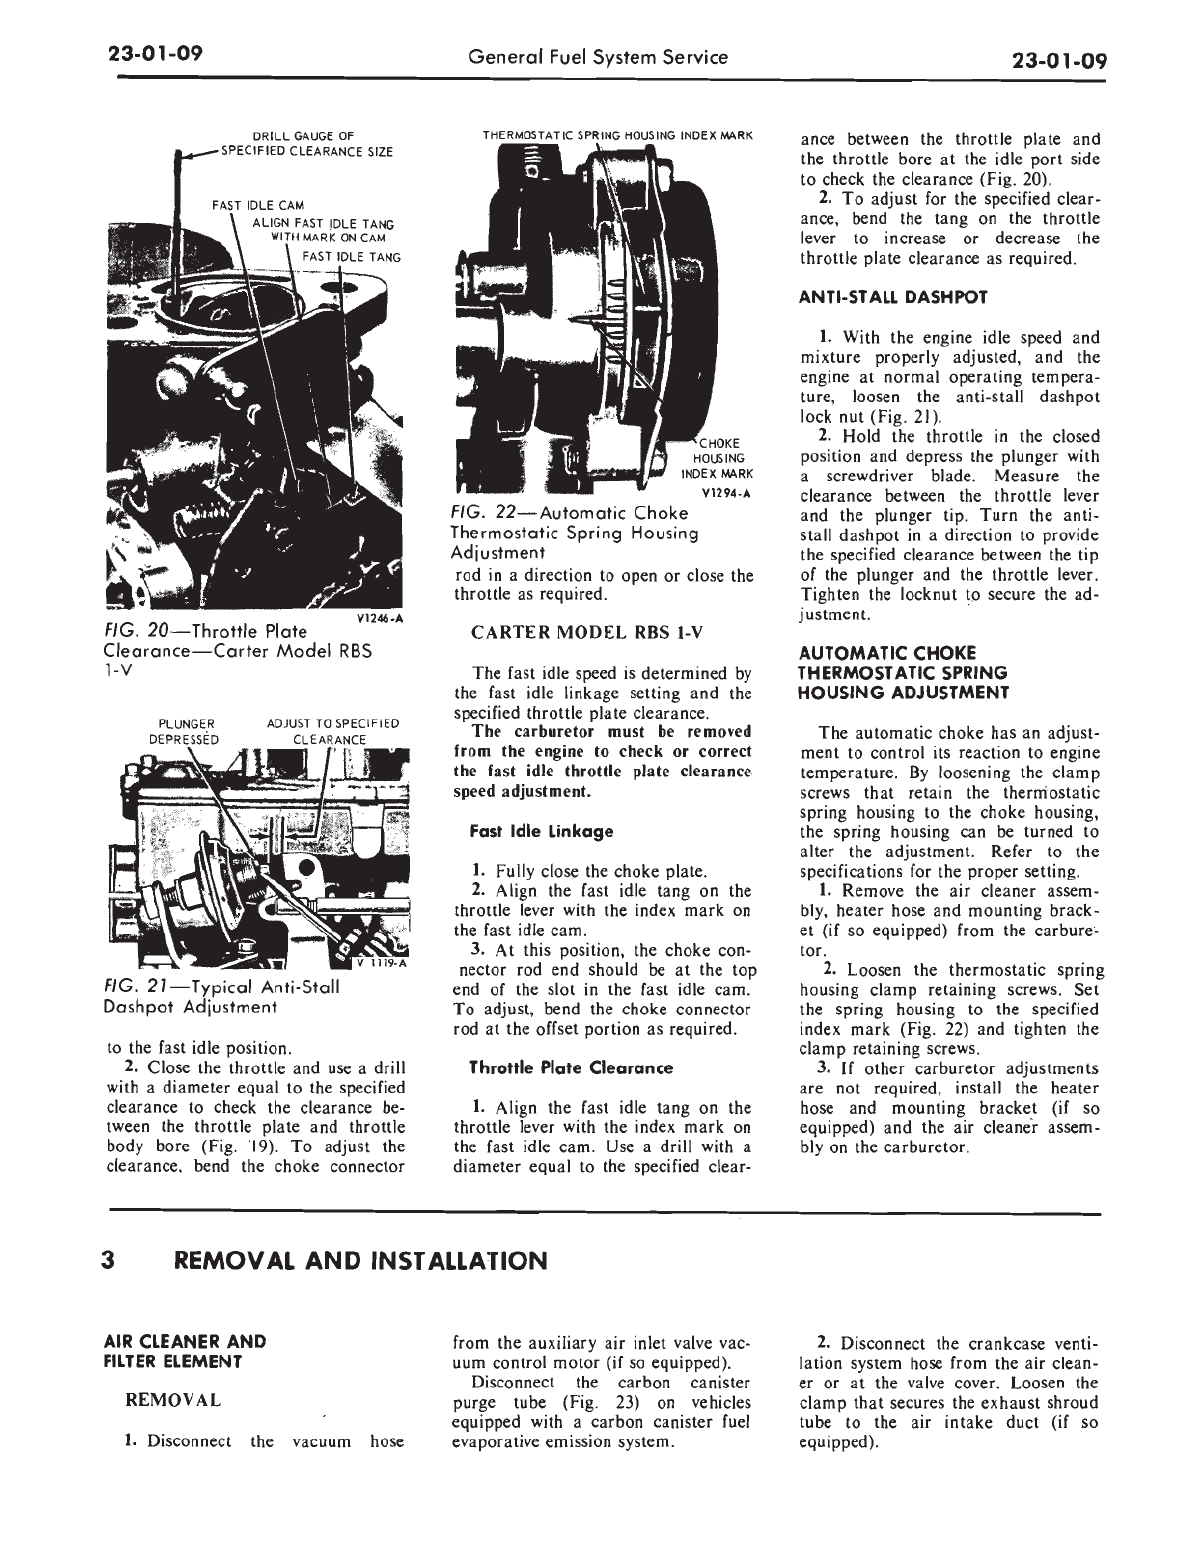 23-01-09
General Fuel System Service
23-01-09
DRILL GAUGE OF
SPECIFIED CLEARANCE SIZE
FAST IDLE CAM
ALIGN FAST IDLE TANG
WITH MARK ON CAM
FAST IDLE TANG
V1246-A
FIG. 20—Throttle Plate
Clearance—Carter Model RBS
1-V
PLUNGER
DEPRESSED
ADJUST TO SPECIFIED
CLEARANCE
V 1119-A
FIG. 21—Typical Anti-Stall
Dashpot Adjustment
to the fast idle position.
2. Close the throttle and use a drill
with a diameter equal to the specified
clearance to check the clearance be-
tween the throttle plate and throttle
body bore (Fig. 19). To adjust the
clearance, bend the choke connector
THERMOSTATIC SPRING HOUSING INDEX MARK
CHOKE
HOUSING
INDEX MARK
V1294-A
FIG. 22—Automatic Choke
Thermostatic Spring Housing
Adjustment
rod in a direction to open or close the
throttle as required.
CARTER MODEL RBS 1-V
The fast idle speed is determined by
the fast idle linkage setting and the
specified throttle plate clearance.
The carburetor must be removed
from the engine to check or correct
the fast idle throttle plate clearance
speed adjustment.
Fast Idle Linkage
1. Fully close the choke plate.
2. Align the fast idle tang on the
throttle lever with the index mark on
the fast idle cam.
3. At this position, the choke con-
nector rod end should be at the top
end of the slot in the fast idle cam.
To adjust, bend the choke connector
rod at the offset portion as required.
Throttle Plate Clearance
1. Align the fast idle tang on the
throttle lever with the index mark on
the fast idle cam. Use a drill with a
diameter equal to the specified clear-
ance between the throttle plate and
the throttle bore at the idle port side
to check the clearance (Fig. 20).
2. To adjust for the specified clear-
ance, bend the tang on the throttle
lever to increase or decrease the
throttle plate clearance as required.
ANTI-STALL DASHPOT
1. With the engine idle speed and
mixture properly adjusted, and the
engine at normal operating tempera-
ture, loosen the anti-stall dashpot
lock nut (Fig. 21).
2. Hold the throttle in the closed
position and depress the plunger with
a screwdriver blade. Measure the
clearance between the throttle lever
and the plunger tip. Turn the anti-
stall dashpot in a direction to provide
the specified clearance between the tip
of the plunger and the throttle lever.
Tighten the locknut to secure the ad-
justment.
AUTOMATIC CHOKE
THERMOSTATIC SPRING
HOUSING ADJUSTMENT
The automatic choke has an adjust-
ment to control its reaction to engine
temperature. By loosening the clamp
screws that retain the thermostatic
spring housing to the choke housing,
the spring housing can be turned to
alter the adjustment. Refer to the
specifications for the proper setting.
1. Remove the air cleaner assem-
bly, heater hose and mounting brack-
et (if so equipped) from the carbure-
tor.
2. Loosen the thermostatic spring
housing clamp retaining screws. Set
the spring housing to the specified
index mark (Fig. 22) and tighten the
clamp retaining screws.
3. If other carburetor adjustments
are not required, install the heater
hose and mounting bracket (if so
equipped) and the air cleaner assem-
bly on the carburetor.
3 REMOVAL AND INSTALLATION
AIR CLEANER AND
FILTER ELEMENT
REMOVAL
1. Disconnect the vacuum hose
from the auxiliary air inlet valve vac-
uum control motor (if so equipped).
Disconnect the carbon canister
purge tube (Fig. 23) on vehicles
equipped with a carbon canister fuel
evaporative emission system.
2. Disconnect the crankcase venti-
lation system hose from the air clean-
er or at the valve cover. Loosen the
clamp that secures the exhaust shroud
tube to the air intake duct (if so
equipped).